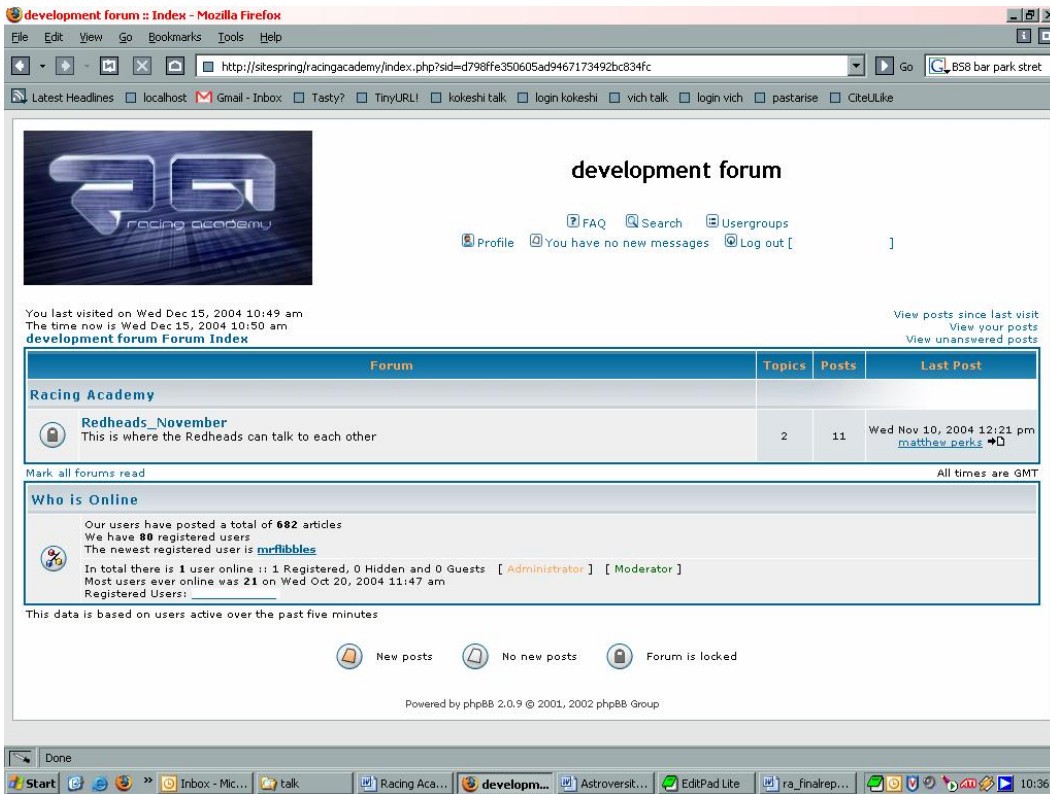 development forum :: Index - Mozilla Firefox
File Edit View Go Bookmarks Tools Help
http://sitespring/racingacademy/index.php?sid=d798ffe350605ad9467173492bc834fc Go BS8 bar park stret
Latest Headlines localhost Gmail - Inbox Tasty? TinyURL! kokeshi talk login kokeshi vich talk login vich pastarise CiteULike
racing academy
development forum
FAQ Search Usergroups
Profile You have no new messages Log out [ ]
You last visited on Wed Dec 15, 2004 10:49 am
The time now is Wed Dec 15, 2004 10:50 am
development forum Forum Index
View posts since last visit
View your posts
View unanswered posts
Forum Topics Posts Last Post
Racing Academy
Redheads_November
This is where the Redheads can talk to each other
2 11 Wed Nov 10, 2004 12:21 pm
matthew perks
Mark all forums read All times are GMT
Who is Online
Our users have posted a total of 682 articles
We have 80 registered users
The newest registered user is mrflibbles
In total there is 1 user online :: 1 Registered, 0 Hidden and 0 Guests [ Administrator ] [ Moderator ]
Most users ever online was 21 on Wed Oct 20, 2004 11:47 am
Registered Users:
This data is based on users active over the past five minutes
New posts No new posts Forum is locked
Powered by phpBB 2.0.9 © 2001, 2002 phpBB Group
Done
Start » Inbox - Mic... talk Racing Aca... developm... Astroversit... EditPad Lite ra_finalrep... 10:36